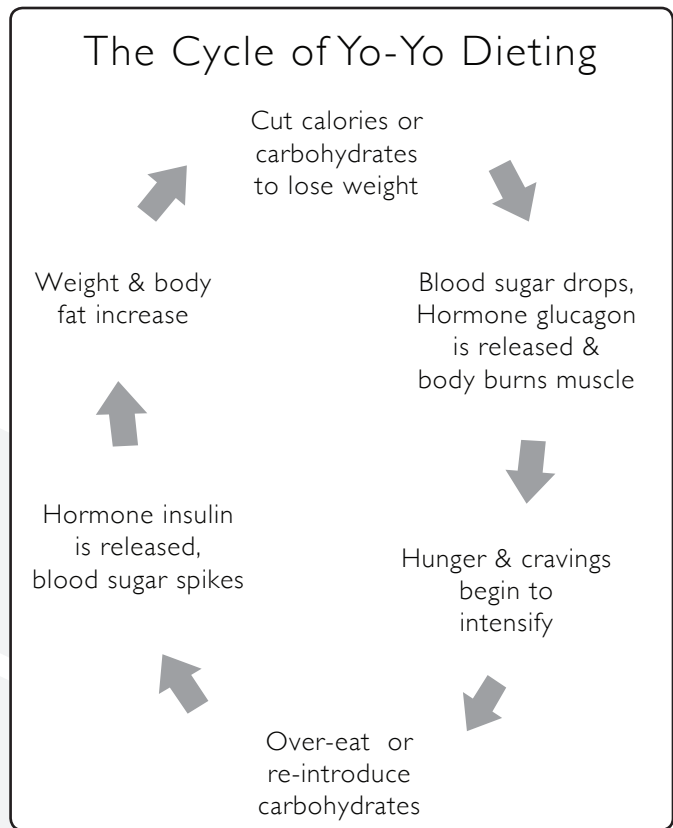 The Cycle of Yo-Yo Dieting
Cut calories or
carbohydrates
to lose weight
Blood sugar drops,
Hormone glucagon
is released &
body burns muscle
Hunger & cravings
begin to
intensify
Over-eat or
re-introduce
carbohydrates
Hormone insulin
is released,
blood sugar spikes
Weight & body
fat increase